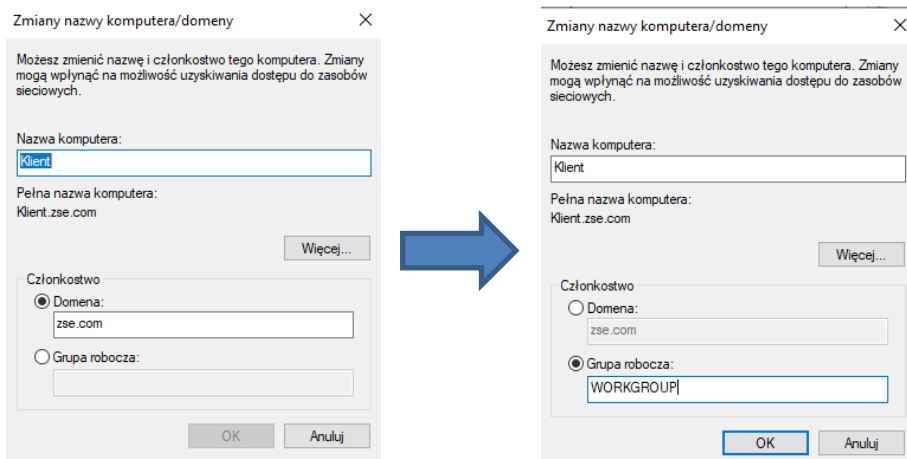 Zmiany nazwy komputera/domeny
Możesz zmienić nazwę i członkostwo tego komputera. Zmiany
mogą wpłynąć na możliwość uzyskiwania dostępu do zasobów
sieciowych.
Nazwa komputera:
Klient
Pełna nazwa komputera:
Klient.zse.com
Więcej...
Członkostwo
Domena:
zse.com
Grupa robocza:
OK Anuluj
Zmiany nazwy komputera/domeny
Możesz zmienić nazwę i członkostwo tego komputera. Zmiany
mogą wpłynąć na możliwość uzyskiwania dostępu do zasobów
sieciowych.
Nazwa komputera:
Klient
Pełna nazwa komputera:
Klient.zse.com
Więcej...
Członkostwo
Domena:
zse.com
Grupa robocza:
WORKGROUP
OK Anuluj